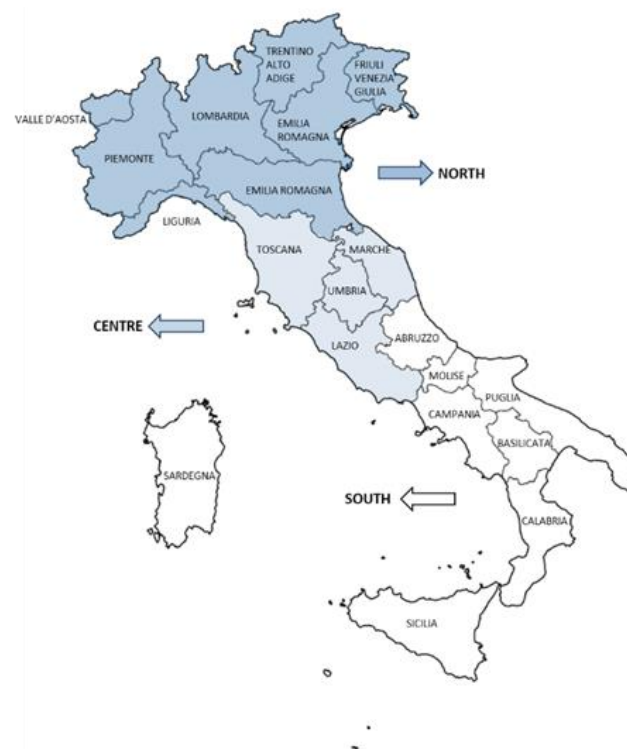 TRENTINO
ALTO
ADIGE
FRIULI
VENEZIA
GIULIA
VALLE D'AOSTA
LOMBARDIA
EMILIA
ROMAGNA
PIEMONTE
NORTH
EMILIA ROMAGNA
LIGURIA
TOSCANA
MARCHE
UMBRIA
CENTRE
ABRUZZO
LAZIO
MOLISE
PUGLIA
CAMPANIA
BASILICATA
SARDEGNA
SOUTH
CALABRIA
SICILIA